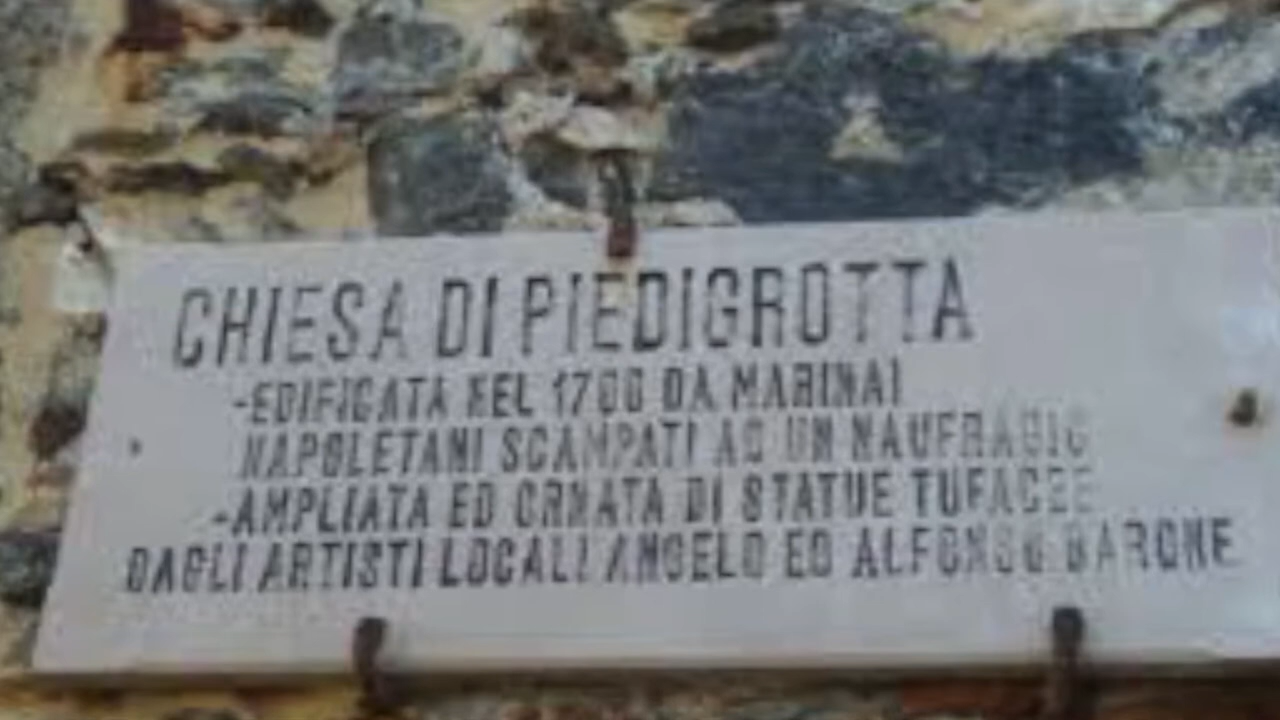 CHIESA DI PIEDIGROTTA
-EDIFICATA NEL 1700 DA MARINAI
NAPOLETANI SCAMPATI AD UN NAUFRAGIO
-AMPLIATA ED ORNATA DI STATUE TUFACEE
DAGLI ARTISTI LOCALI ANGELO ED ALFONSO BARONE